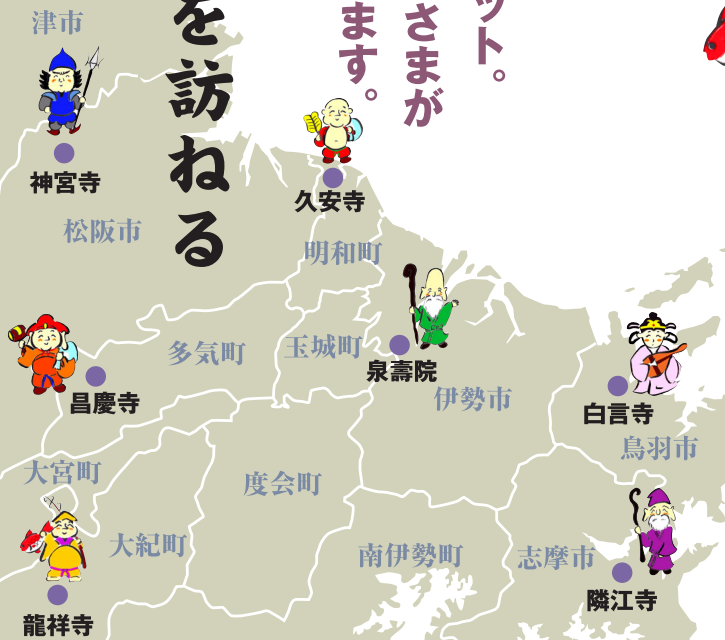 ット。
さまが
ます。
を訪ねる
津市
神宮寺
松阪市
久安寺
明和町
多気町
玉城町
泉壽院
伊勢市
昌慶寺
白言寺
鳥羽市
大宮町
度会町
大紀町
南伊勢町
志摩市
隣江寺
龍祥寺